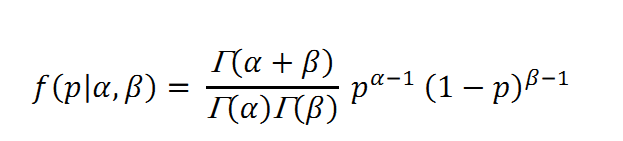 f(p|α,β) = Γ(α + β) / Γ(α)Γ(β) p^{α−1} (1 − p)^{β−1}